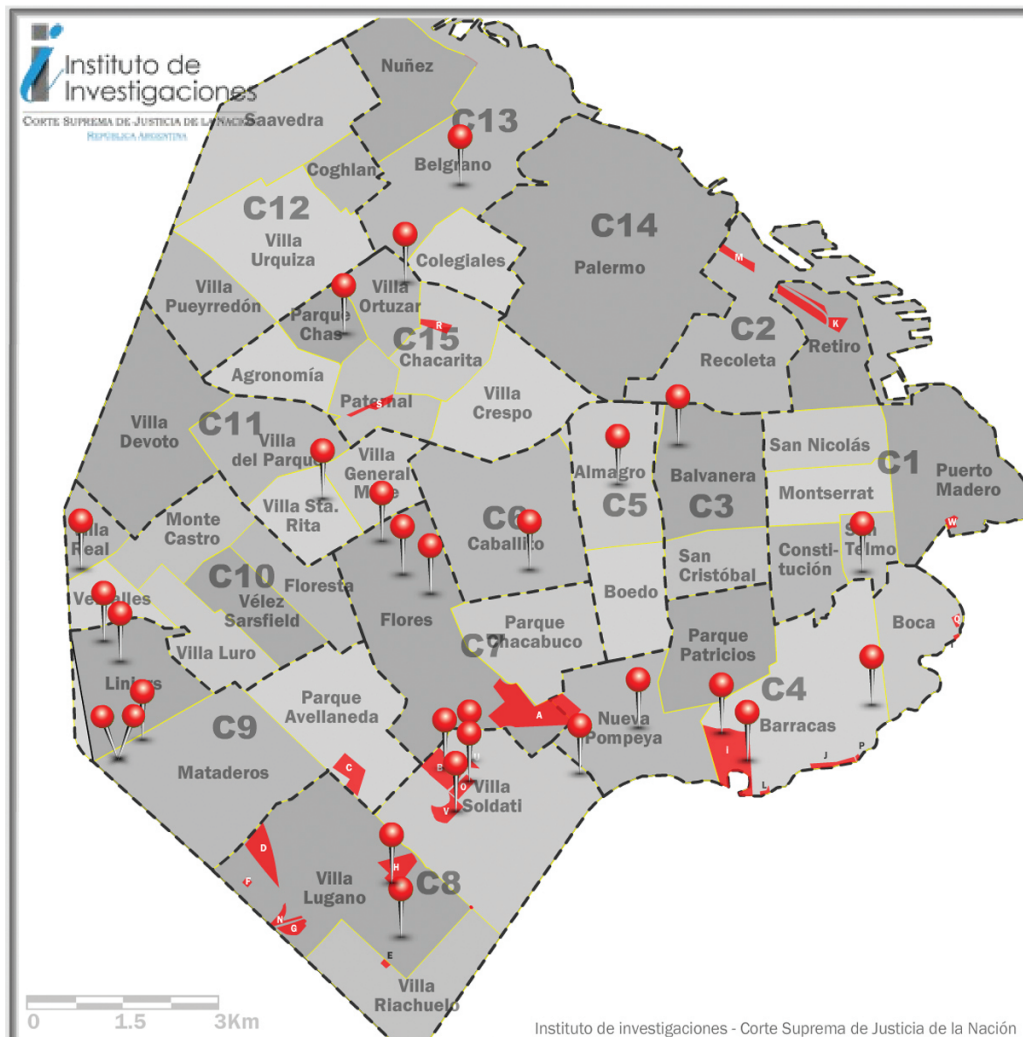 Instituto de
Investigaciones
CORTE SUPREMA DE JUSTICIA DE LA NACIÓN
REPÚBLICA ARGENTINA
Nuñez
Saavedra
C13
Belgrano
Coghlan
C12
Villa
Urquiza
C14
Palermo
Colegiales
M
Villa
Pueyrredón
Villa
Ortuzar
Parque
Chas
R
C15
Chacarita
C2
Recoleta
K
Retiro
Agronomía
Paternal
S
Villa
Crespo
Villa
Devoto
C11
Villa
del Parque
Villa
General
Mitre
Almagro
C5
Balvanera
C3
San Nicolás
C1
Puerto
Madero
Montserrat
Villa Sta.
Rita
Monte
Castro
Villa
Real
C6
Caballito
W
San
Telmo
Consti-
tución
San
Cristóbal
Versalles
C10
Vélez
Sarsfield
Floresta
Flores
Boedo
Boca
Q
T
Parque
Chacabuco
C7
Villa Luro
Parque
Patricios
Liniers
Parque
Avellaneda
C4
Barracas
A
Nueva
Pompeya
C9
Mataderos
C
B
U
O
V
Villa
Soldati
I
J
P
L
D
F
N
G
H
Villa
Lugano
C8
E
Villa
Riachuelo
0 1.5 3Km
Instituto de investigaciones - Corte Suprema de Justicia de la Nación